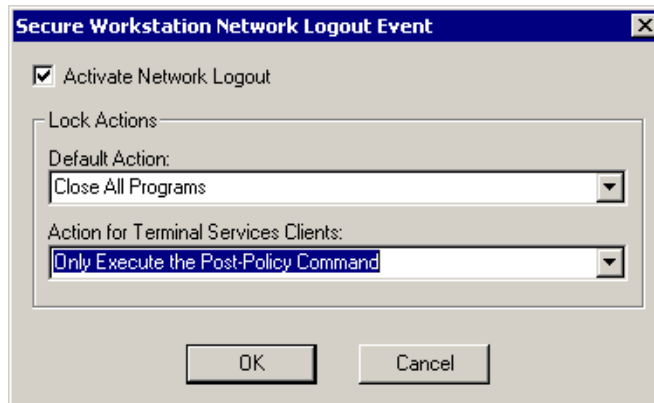 Secure Workstation Network Logout Event
Activate Network Logout
Lock Actions
Default Action:
Close All Programs
Action for Terminal Services Clients:
Only Execute the Post-Policy Command
OK
Cancel